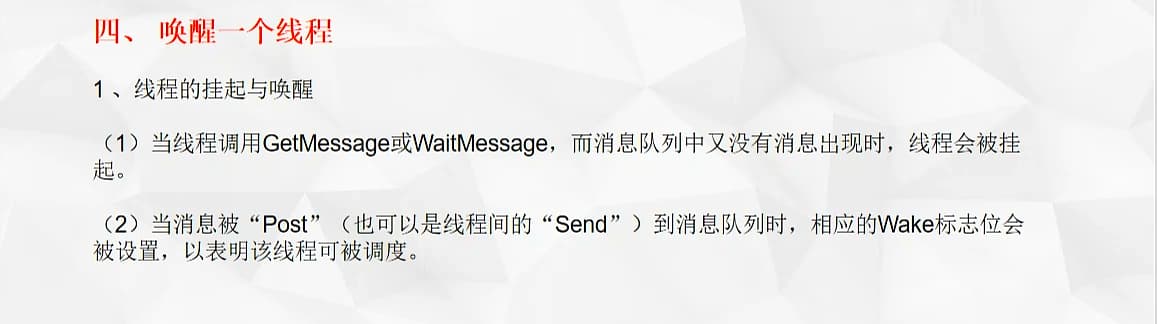 四、 唤醒一个线程
1 、线程的挂起与唤醒
（1）当线程调用GetMessage或WaitMessage，而消息队列中又没有消息出现时，线程会被挂
起。
（2）当消息被“Post”（也可以是线程间的“Send”）到消息队列时，相应的Wake标志位会
被设置，以表明该线程可被调度。